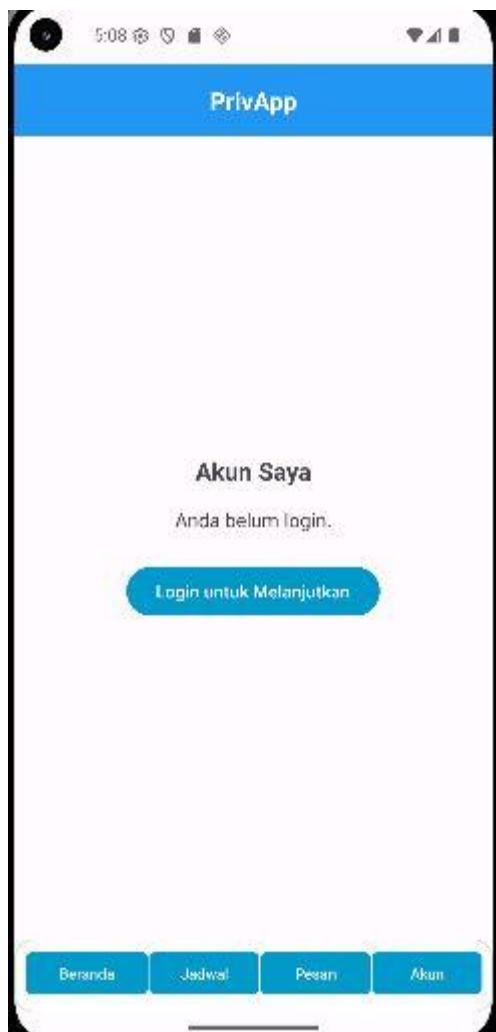 5:08
PrivApp
Akun Saya
Anda belum login.
Login untuk Melanjutkan
Beranda Jadwal Pesan Akun